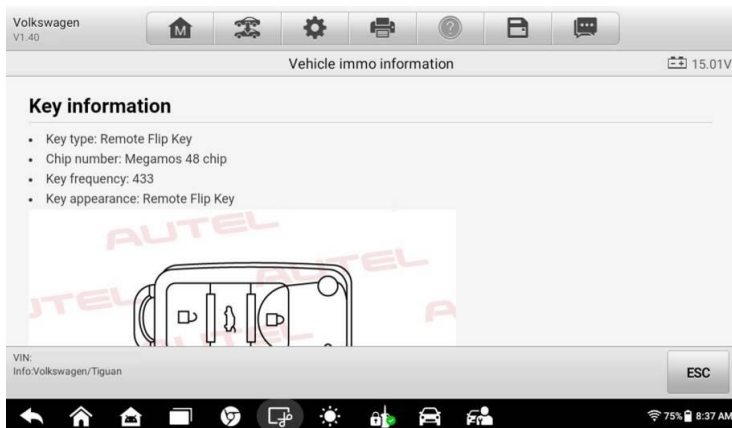 Volkswagen
V1.40
M
?
Vehicle immo information
15.01V
Key information
• Key type: Remote Flip Key
• Chip number: Megamos 48 chip
• Key frequency: 433
• Key appearance: Remote Flip Key
AUTEL
AUTEL
UTEL
A
TEL
VIN:
Info:Volkswagen/Tiguan
ESC
75% 8:37 AM